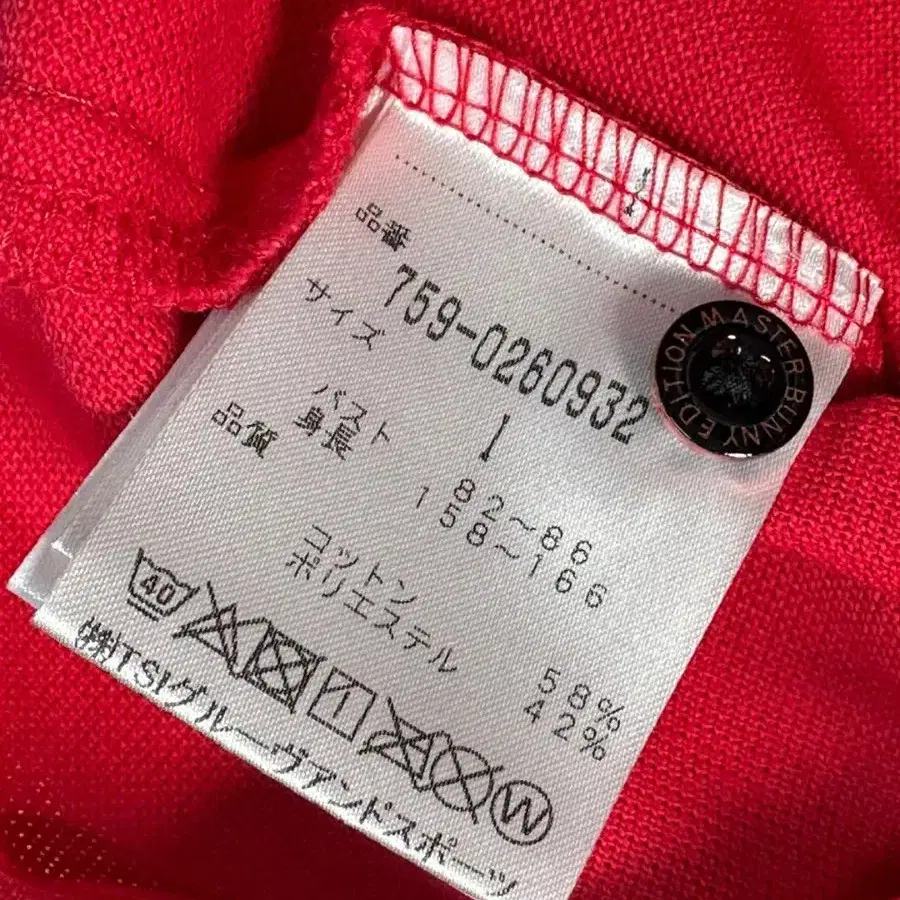 品番
759-0260932
サイズ
1
バスト
82～86
身長
158～166
品質
コットン 58%
ポリエステル 42%
40
W
㈱TSIグルーヴアンドスポーツ
MASTER BUNNY EDITION